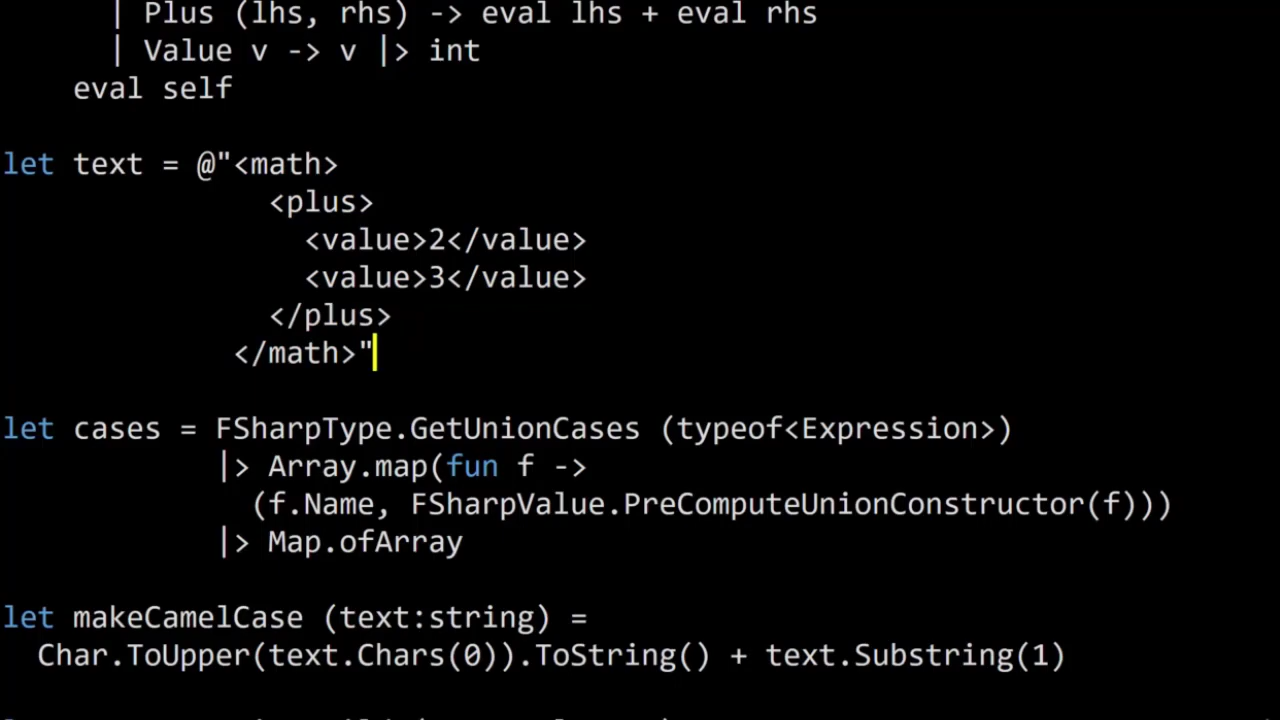 | Plus (lhs, rhs) -> eval lhs + eval rhs
| Value v -> v |> int
eval self
let text = @"<math>
<plus>
<value>2</value>
<value>3</value>
</plus>
</math>"
let cases = FSharpType.GetUnionCases (typeof<Expression>)
|> Array.map(fun f ->
(f.Name, FSharpValue.PreComputeUnionConstructor(f)))
|> Map.ofArray
let makeCamelCase (text:string) =
Char.ToUpper(text.Chars(0)).ToString() + text.Substring(1)